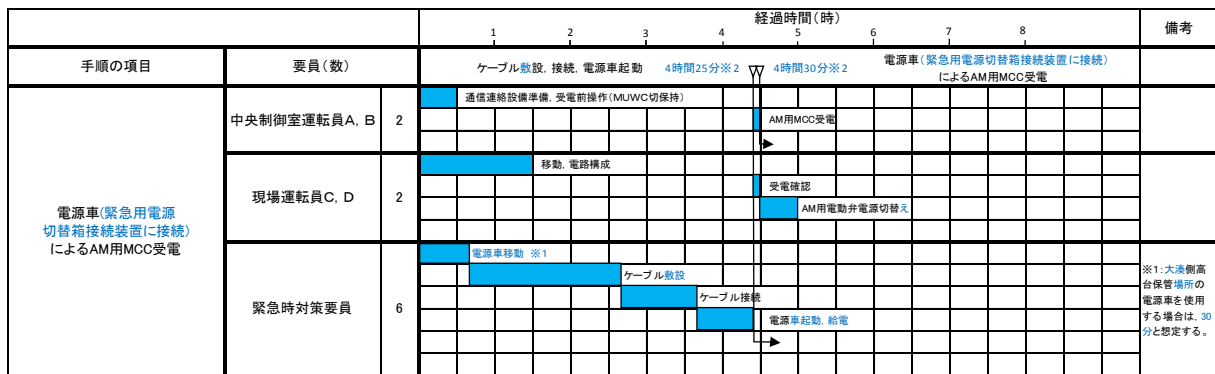 経過時間(時)
備考
1 2 3 4 5 6 7 8
手順の項目
要員(数)
ケーブル敷設, 接続, 電源車起動
4時間25分※2
4時間30分※2
電源車(緊急用電源切替箱接続装置に接続)
によるAM用MCC受電
電源車(緊急用電源
切替箱接続装置に接続)
によるAM用MCC受電
中央制御室運転員A, B
2
通信連絡設備準備, 受電前操作(MUWC切保持)
AM用MCC受電
現場運転員C, D
2
移動, 電路構成
受電確認
AM用電動弁電源切替え
緊急時対策要員
6
電源車移動 ※1
ケーブル敷設
ケーブル接続
電源車起動, 給電
※1:大湊側高
台保管場所の
電源車を使用
する場合は, 30
分と想定する。